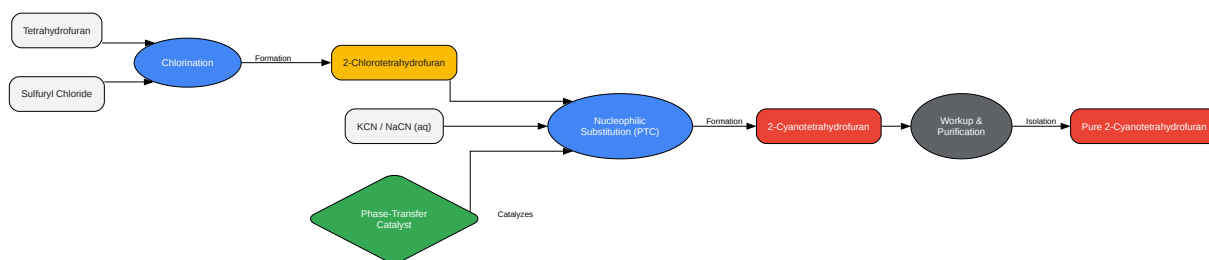 Tetrahydrofuran
Sulfuryl Chloride
Chlorination
Formation
2-Chlorotetrahydrofuran
KCN / NaCN (aq)
Phase-Transfer
Catalyst
Catalyzes
Nucleophilic
Substitution (PTC)
Formation
2-Cyanotetrahydrofuran
Workup &
Purification
Isolation
Pure 2-Cyanotetrahydrofuran